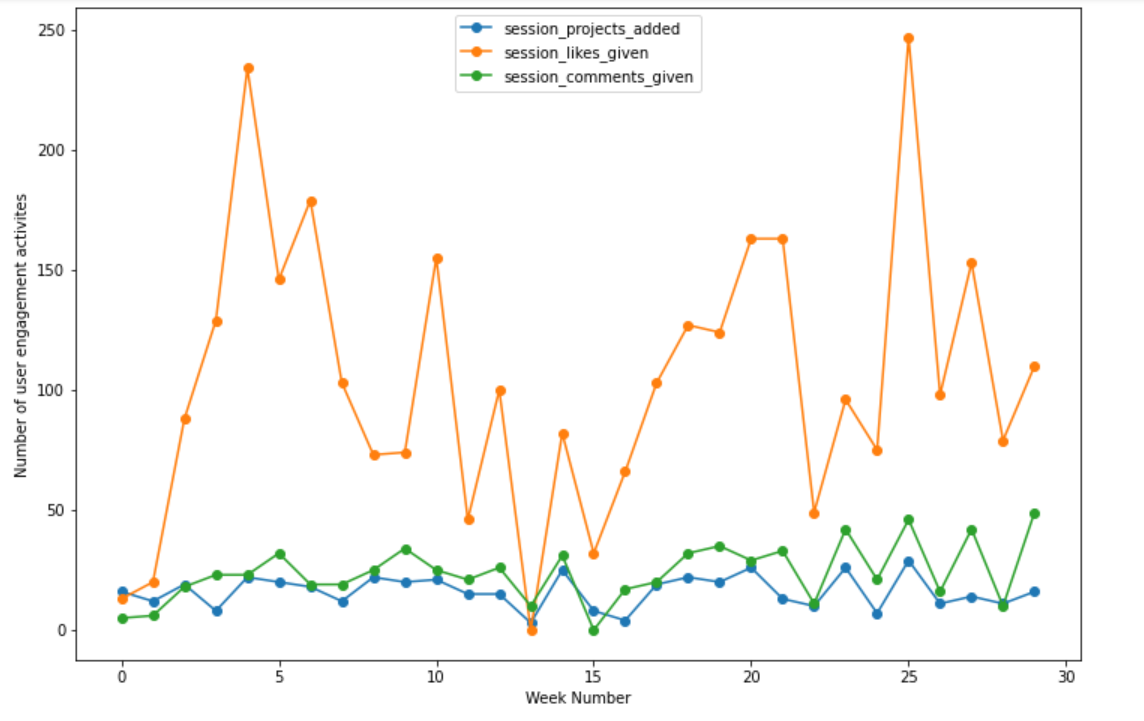 session_projects_added
session_likes_given
session_comments_given
250
200
150
100
50
0
Number of user engagement activites
0 5 10 15 20 25 30
Week Number